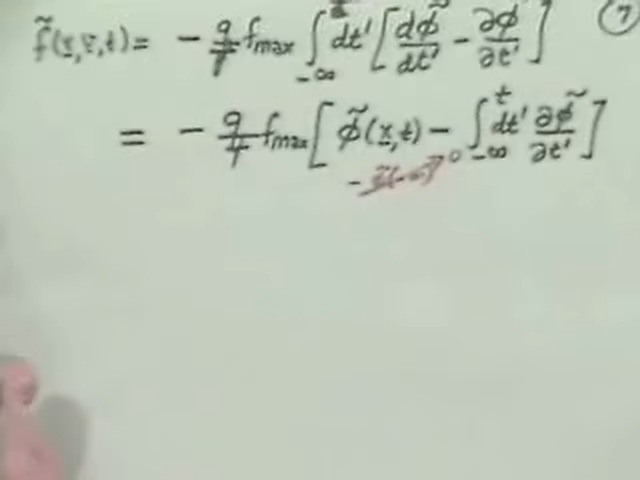 f̃(x̲,v̲,t) = - q/T f_max ∫_{-∞}^{t} dt' [ dφ̃/dt' - ∂φ̃/∂t' ] ⑦
= - q/T f_max [ φ̃(x̲,t) - ∫_{-∞}^{t} dt' ∂φ̃/∂t' ]